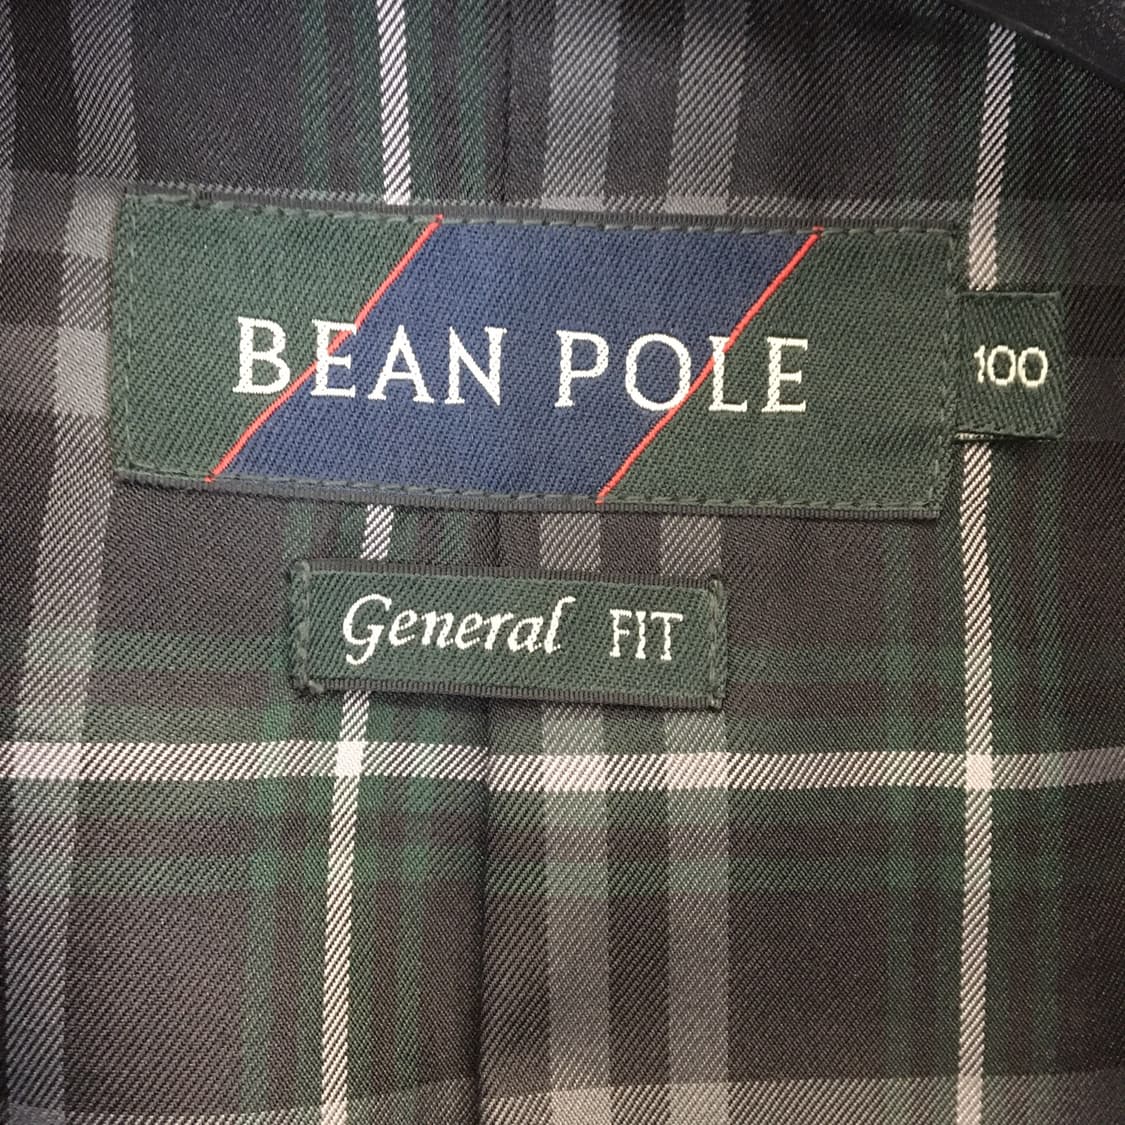 BEAN POLE
100
General FIT